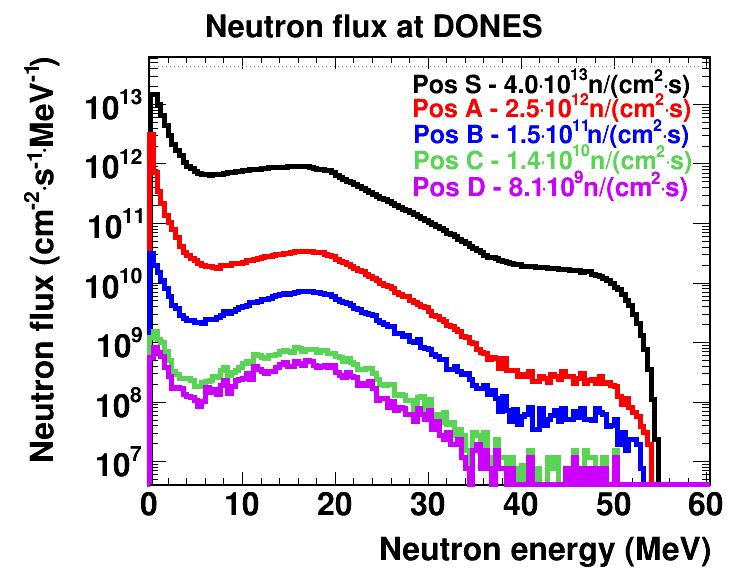 Neutron flux at DONES
Pos S - 4.0·10¹³n/(cm²·s)
Pos A - 2.5·10¹²n/(cm²·s)
Pos B - 1.5·10¹¹n/(cm²·s)
Pos C - 1.4·10¹⁰n/(cm²·s)
Pos D - 8.1·10⁹n/(cm²·s)
Neutron flux (cm⁻²·s⁻¹·MeV⁻¹)
10¹³
10¹²
10¹¹
10¹⁰
10⁹
10⁸
10⁷
0 10 20 30 40 50 60
Neutron energy (MeV)